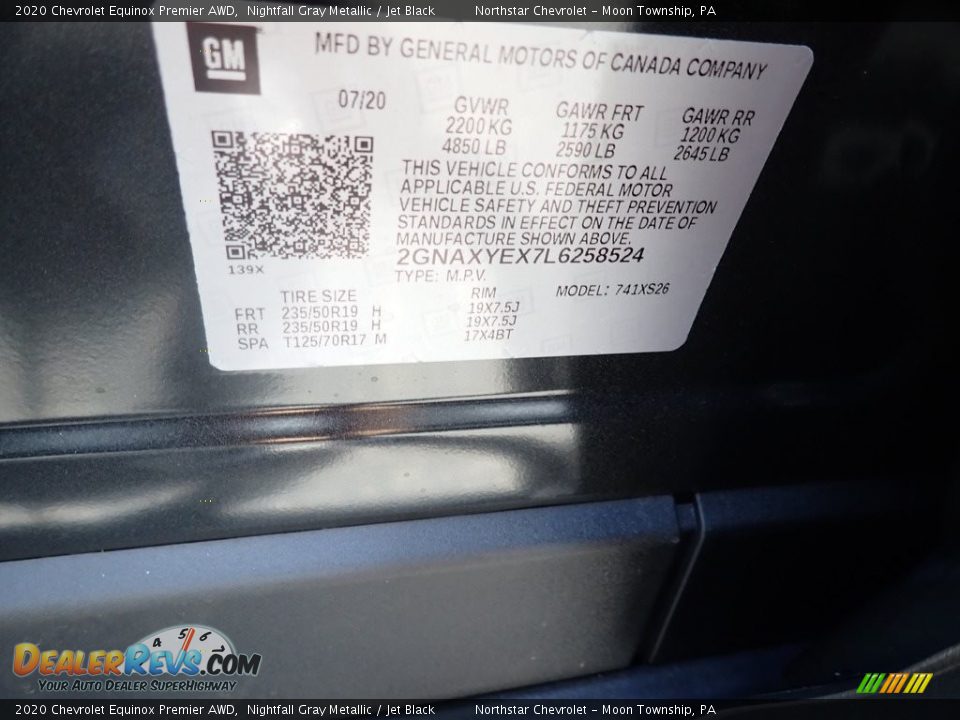 2020 Chevrolet Equinox Premier AWD,  Nightfall Gray Metallic / Jet Black    Northstar Chevrolet – Moon Township, PA
GM
MFD BY GENERAL MOTORS OF CANADA COMPANY
07/20
GVWR GAWR FRT GAWR RR
2200 KG 1175 KG 1200 KG
4850 LB 2590 LB 2645 LB
THIS VEHICLE CONFORMS TO ALL
APPLICABLE U.S. FEDERAL MOTOR
VEHICLE SAFETY AND THEFT PREVENTION
STANDARDS IN EFFECT ON THE DATE OF
MANUFACTURE SHOWN ABOVE.
2GNAXYEX7L6258524
139X
TYPE: M.P.V.
MODEL: 741XS26
TIRE SIZE RIM
FRT 235/50R19 H 19X7.5J
RR 235/50R19 H 19X7.5J
SPA T125/70R17 M 17X4BT
4 5 6
DealerRevs.com
Your Auto Dealer SuperHighway
2020 Chevrolet Equinox Premier AWD,  Nightfall Gray Metallic / Jet Black    Northstar Chevrolet – Moon Township, PA